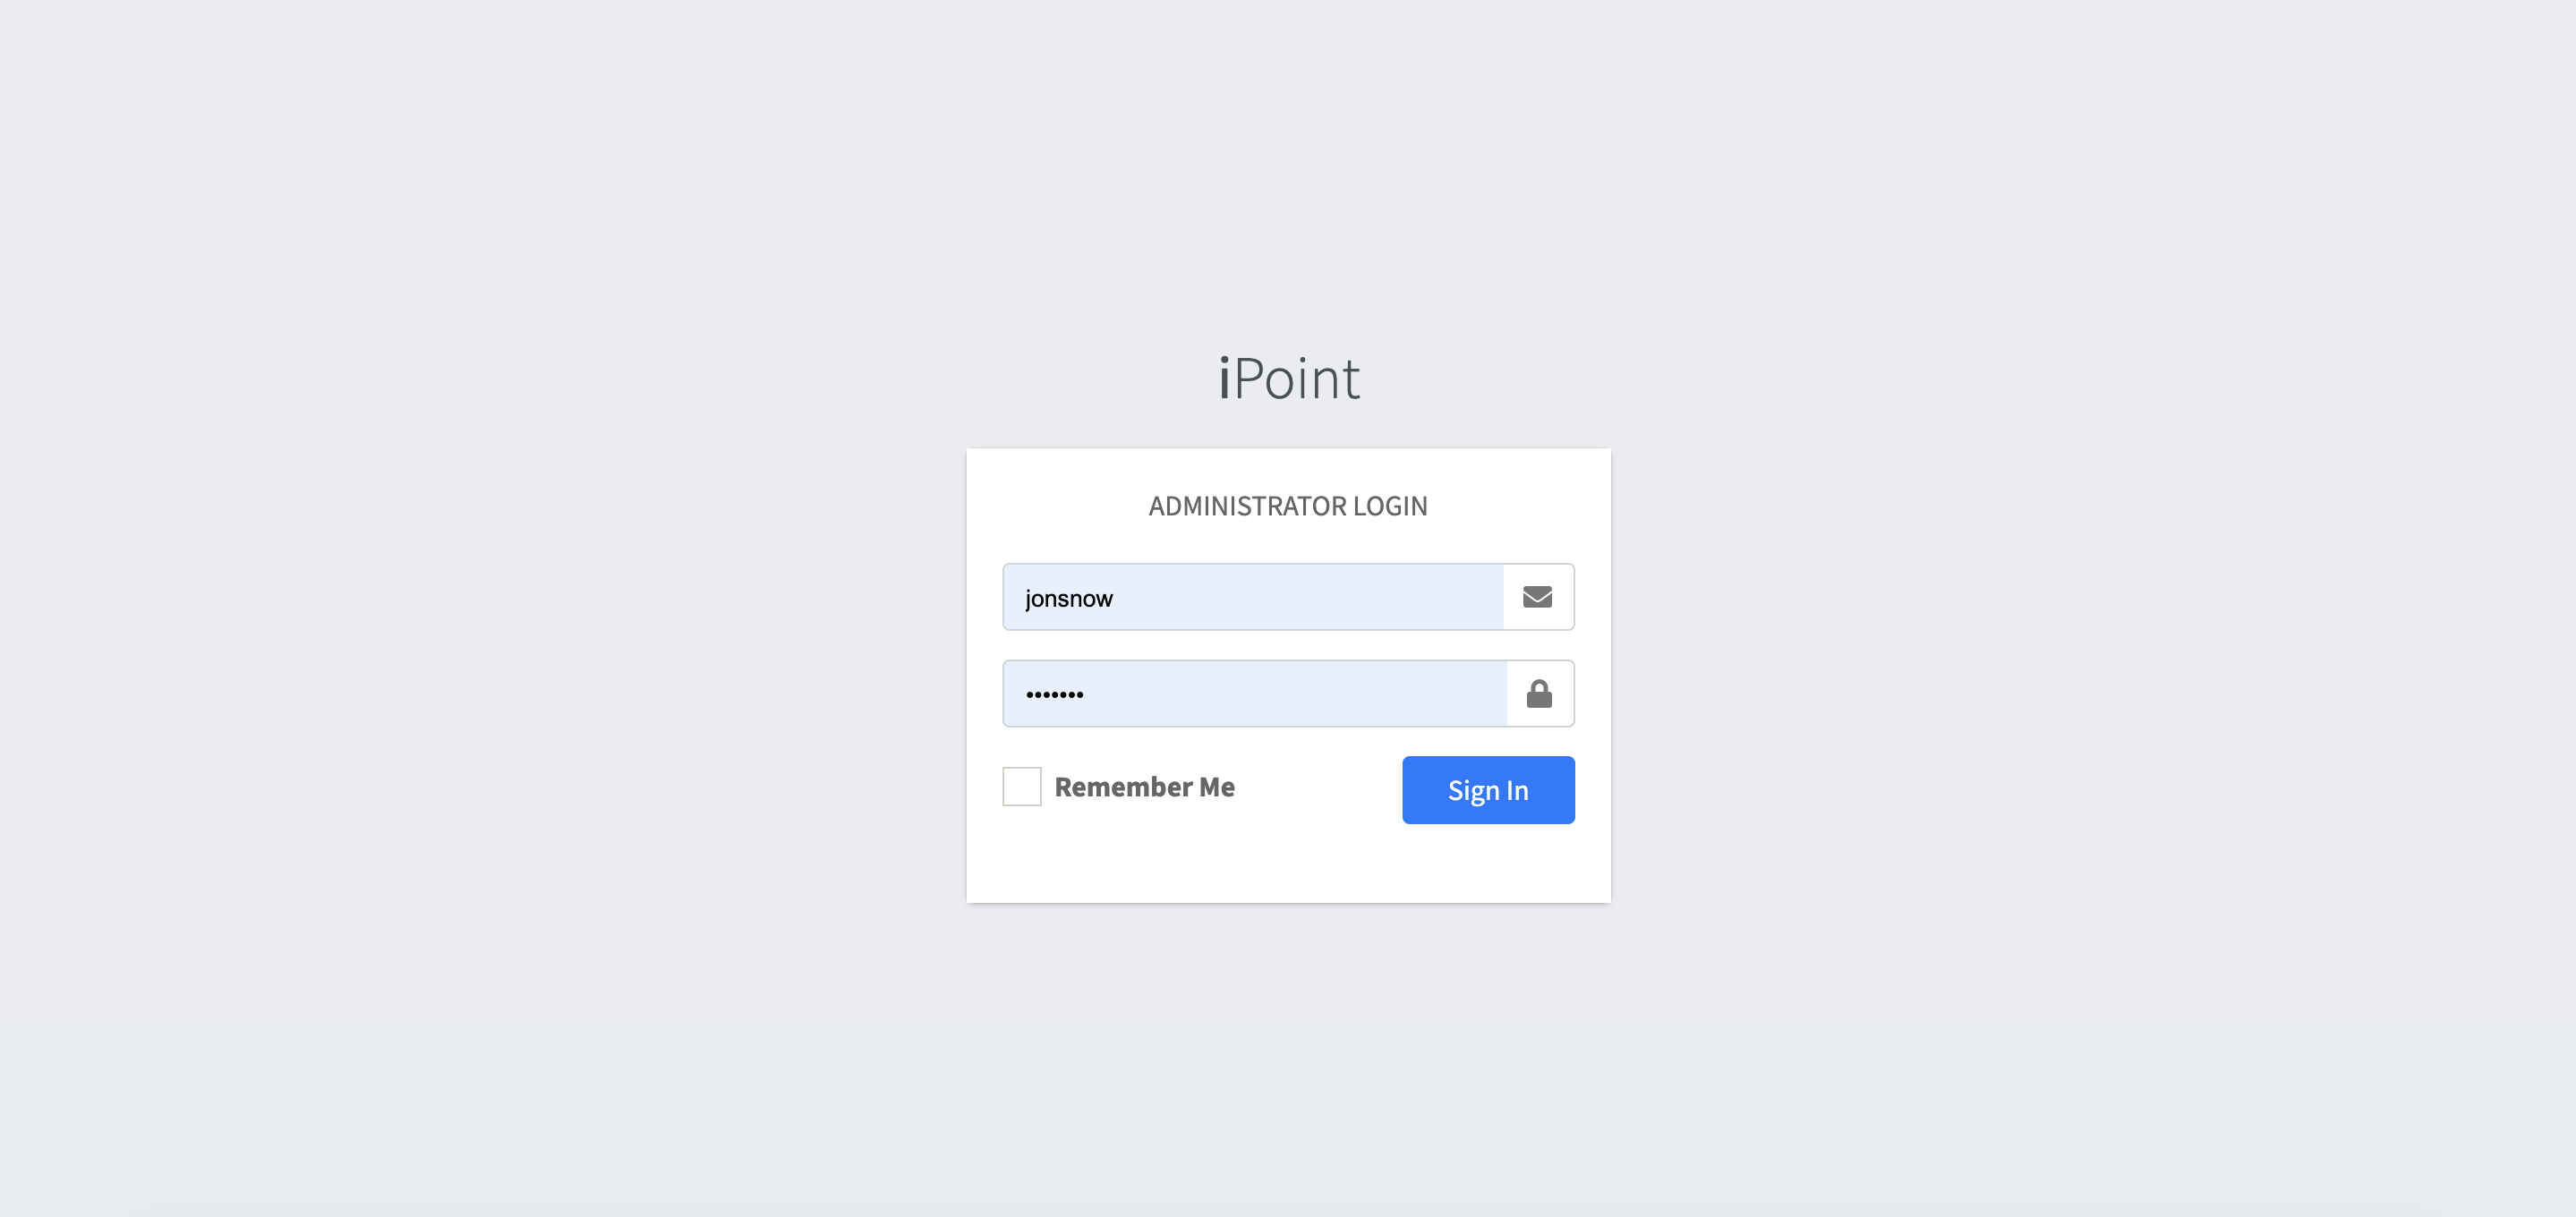 iPoint
ADMINISTRATOR LOGIN
jonsnow
•••••••
Remember Me
Sign In